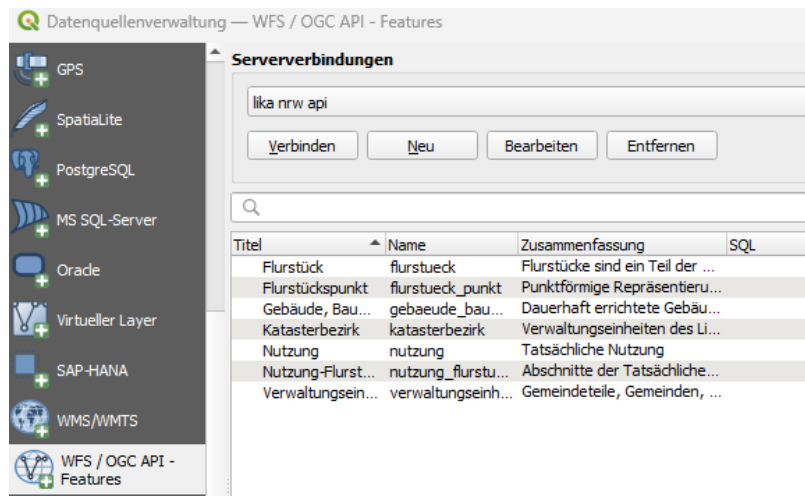 Datenquellenverwaltung — WFS / OGC API - Features
GPS
SpatiaLite
PostgreSQL
MS SQL-Server
Oracle
Virtueller Layer
SAP-HANA
WMS/WMTS
WFS / OGC API -
Features
Serververbindungen
lika nrw api
Verbinden Neu Bearbeiten Entfernen
Titel Name Zusammenfassung SQL
Flurstück flurstueck Flurstücke sind ein Teil der ...
Flurstückspunkt flurstueck_punkt Punktförmige Repräsentieru...
Gebäude, Bau... gebaeude_bau... Dauerhaft errichtete Gebäu...
Katasterbezirk katasterbezirk Verwaltungseinheiten des Li...
Nutzung nutzung Tatsächliche Nutzung
Nutzung-Flurst... nutzung_flurstu... Abschnitte der Tatsächliche...
Verwaltungsein... verwaltungseinh... Gemeindeteile, Gemeinden, ...